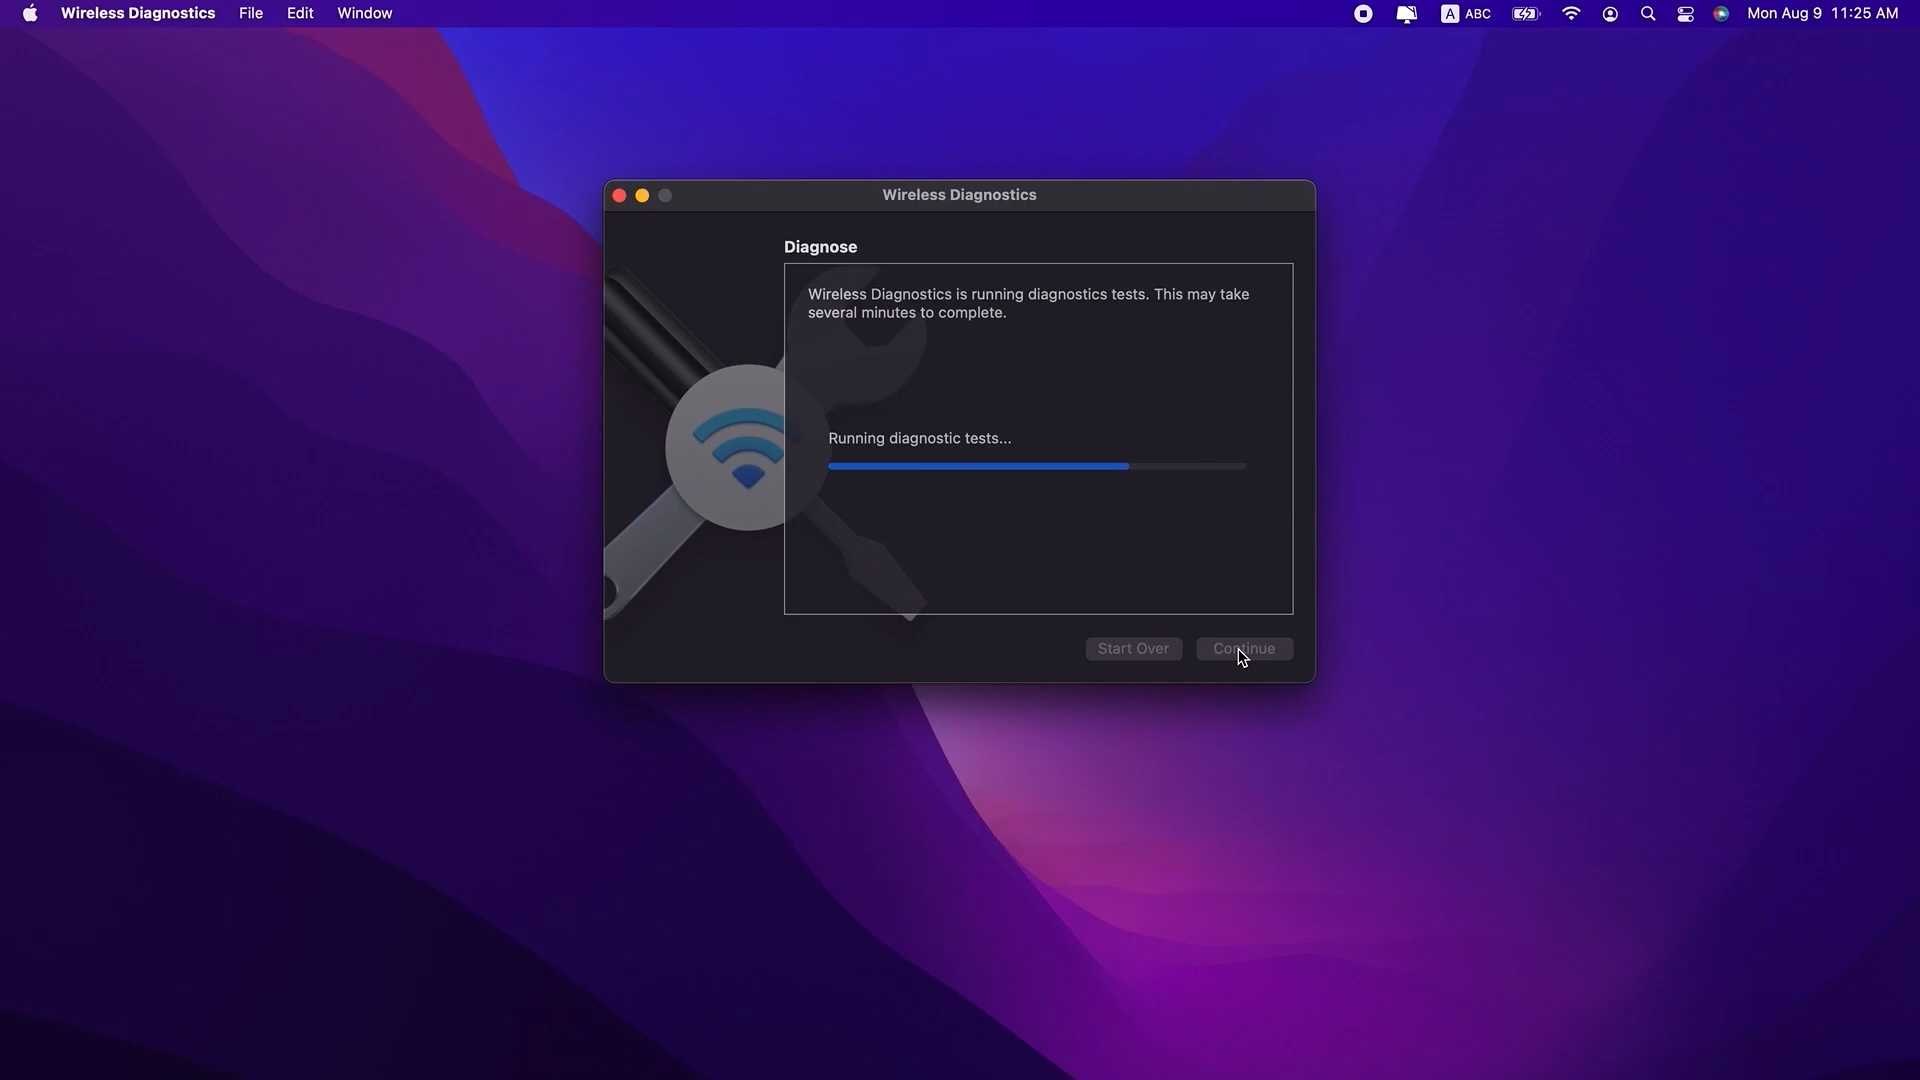 Wireless Diagnostics File Edit Window A ABC Mon Aug 9 11:25 AM
Wireless Diagnostics
Diagnose
Wireless Diagnostics is running diagnostics tests. This may take
several minutes to complete.
Running diagnostic tests...
Start Over Continue